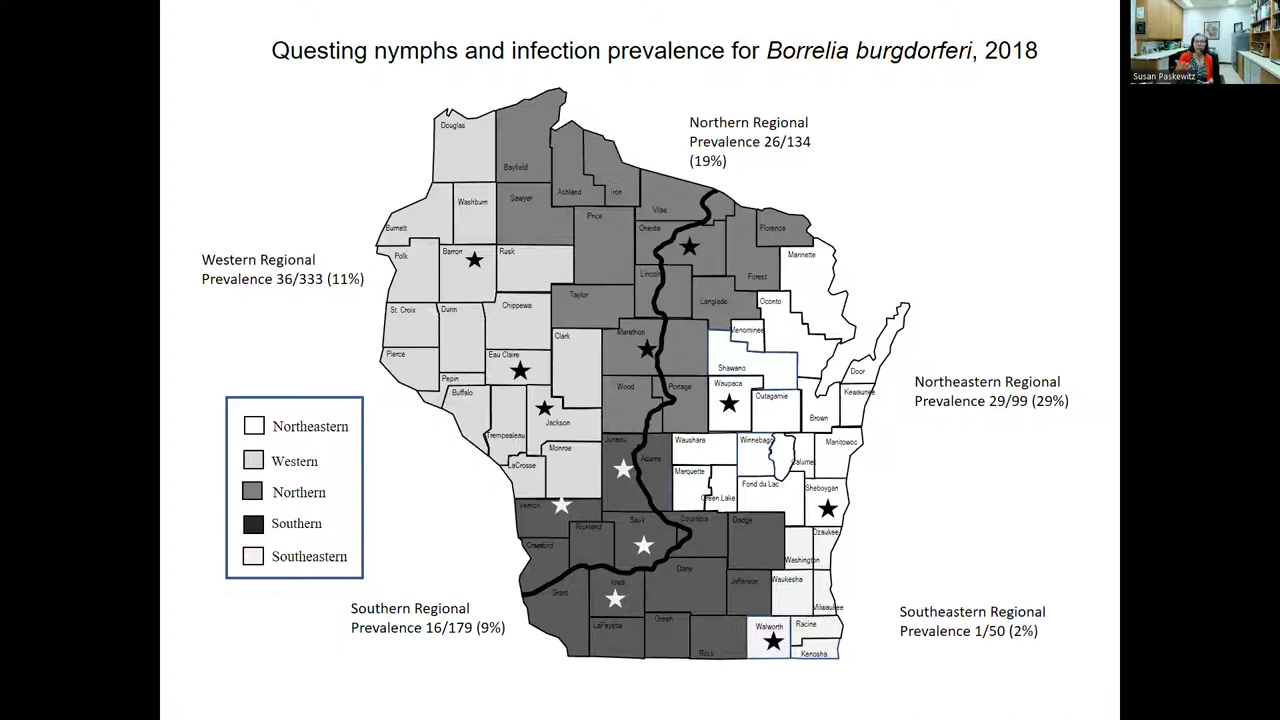 Questing nymphs and infection prevalence for Borrelia burgdorferi, 2018
Susan Paskewitz
Northern Regional
Prevalence 26/134
(19%)
Western Regional
Prevalence 36/333 (11%)
Northeastern Regional
Prevalence 29/99 (29%)
Southern Regional
Prevalence 16/179 (9%)
Southeastern Regional
Prevalence 1/50 (2%)
Northeastern
Western
Northern
Southern
Southeastern
Douglas
Bayfield
Ashland
Iron
Vilas
Washburn
Sawyer
Price
Oneida
Florence
Burnett
Polk
Barron
Rusk
Lincoln
Forest
Marinette
Taylor
Langlade
Oconto
St. Croix
Dunn
Chippewa
Clark
Marathon
Menominee
Pierce
Eau Claire
Shawano
Door
Pepin
Buffalo
Wood
Portage
Waupaca
Outagamie
Kewaunee
Brown
Trempealeau
Jackson
Monroe
Juneau
Adams
Waushara
Winnebago
Calumet
Manitowoc
LaCrosse
Marquette
Green Lake
Fond du Lac
Sheboygan
Vernon
Richland
Sauk
Columbia
Dodge
Ozaukee
Washington
Crawford
Grant
Iowa
Dane
Jefferson
Waukesha
Milwaukee
LaFayette
Green
Rock
Walworth
Racine
Kenosha